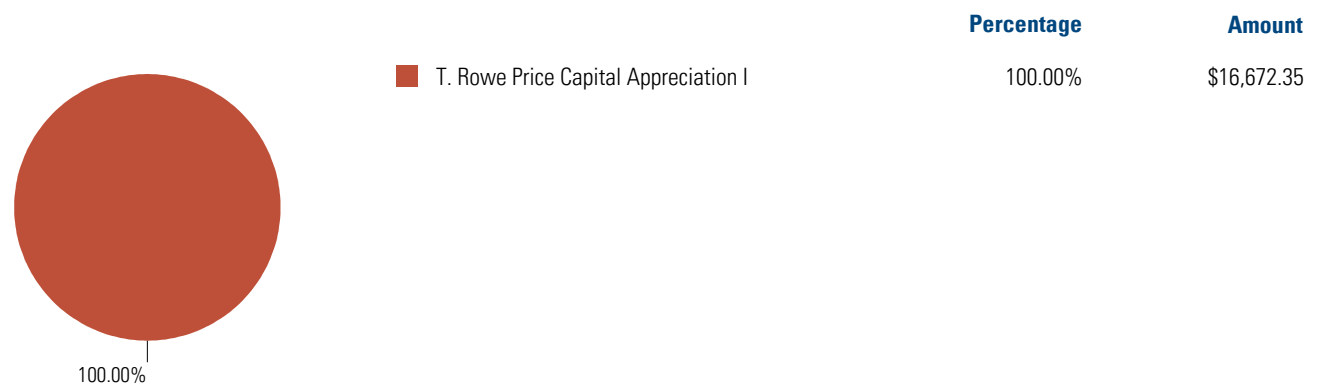 Percentage Amount
T. Rowe Price Capital Appreciation I 100.00% $16,672.35
100.00%